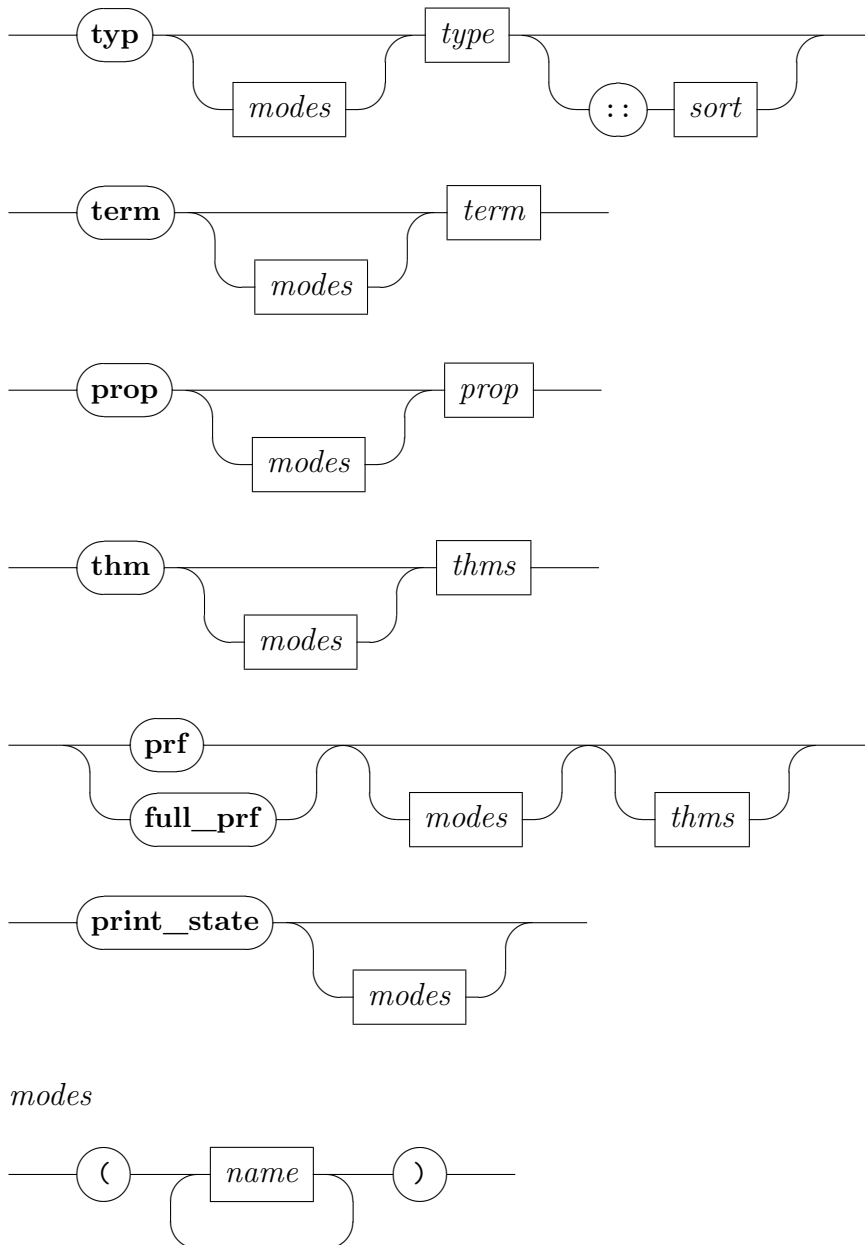 typ type
modes :: sort
term term
modes
prop prop
modes
thm thms
modes
prf
full_prf modes thms
print_state
modes
modes
( name )